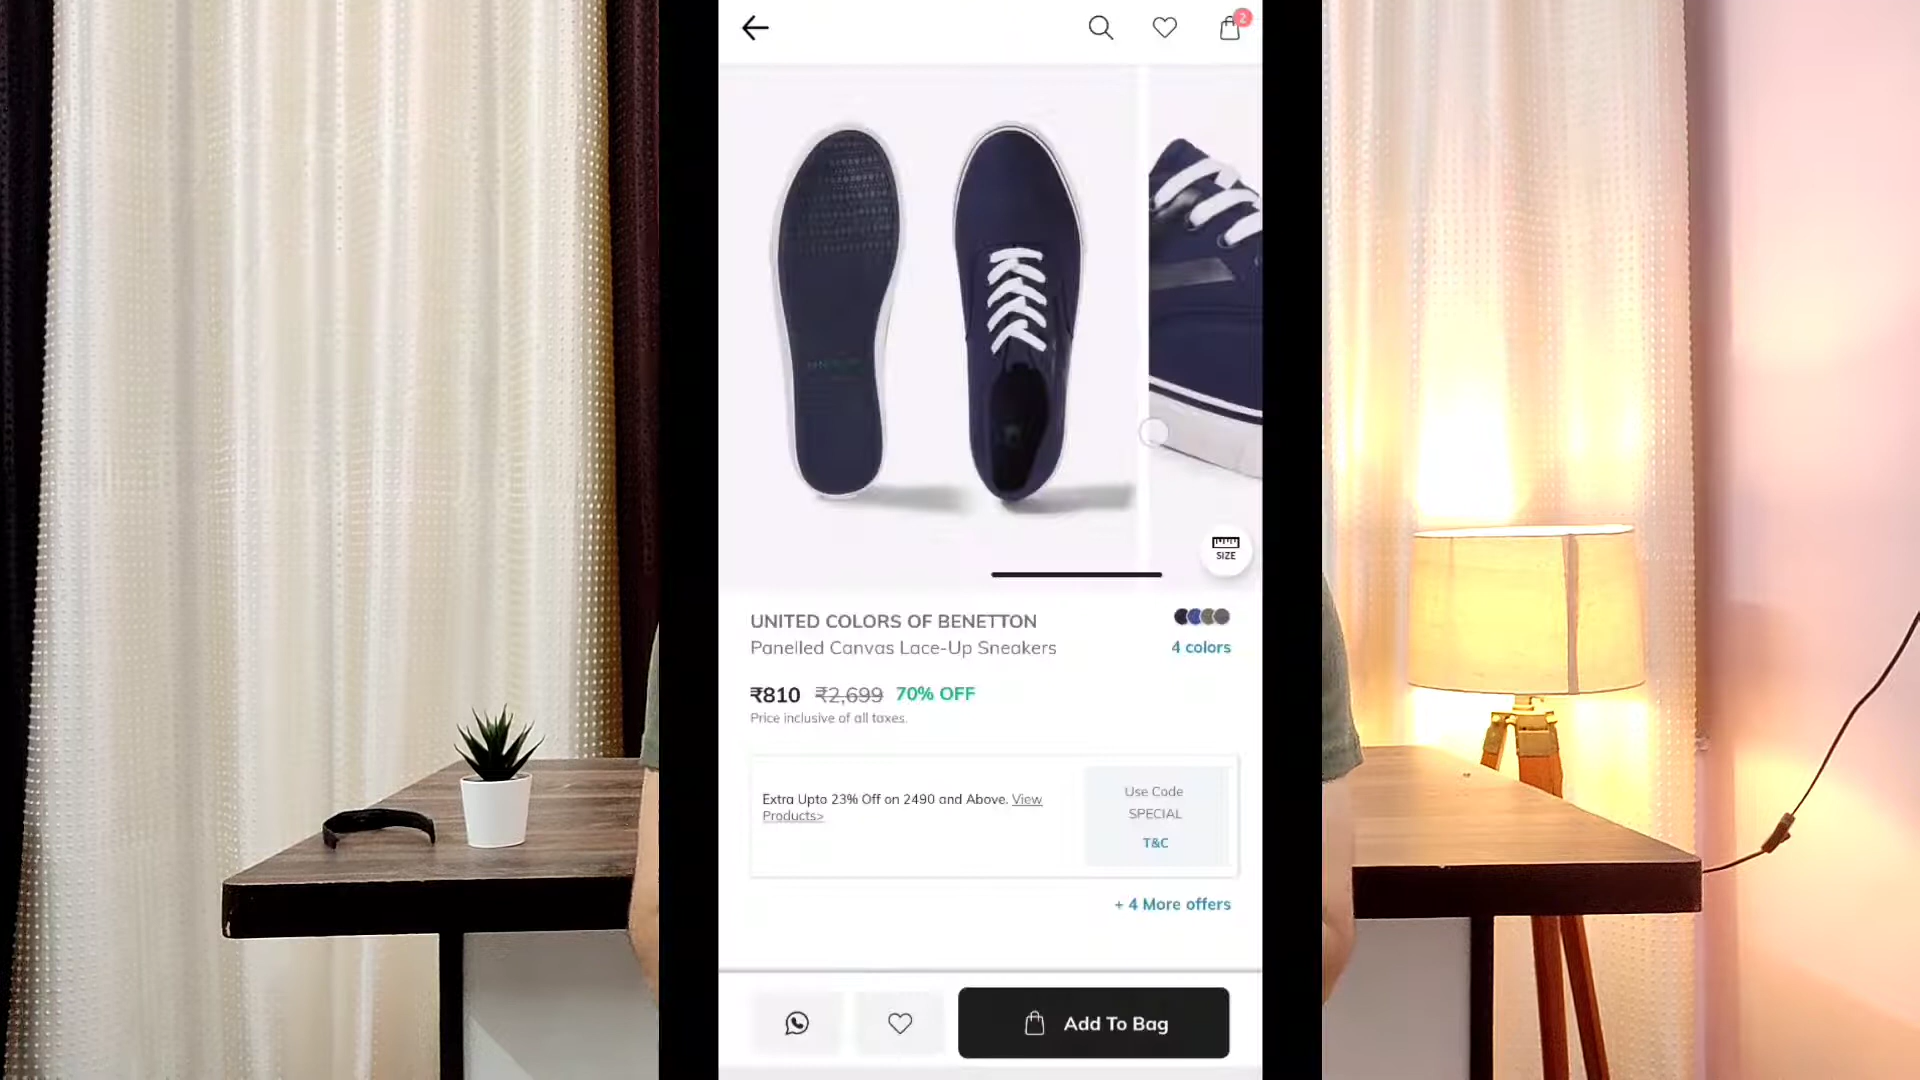 2
SIZE
UNITED COLORS OF BENETTON
Panelled Canvas Lace-Up Sneakers
4 colors
₹810 ₹2,699 70% OFF
Price inclusive of all taxes.
Extra Upto 23% Off on 2490 and Above. View
Products>
Use Code
SPECIAL
T&C
+ 4 More offers
Add To Bag